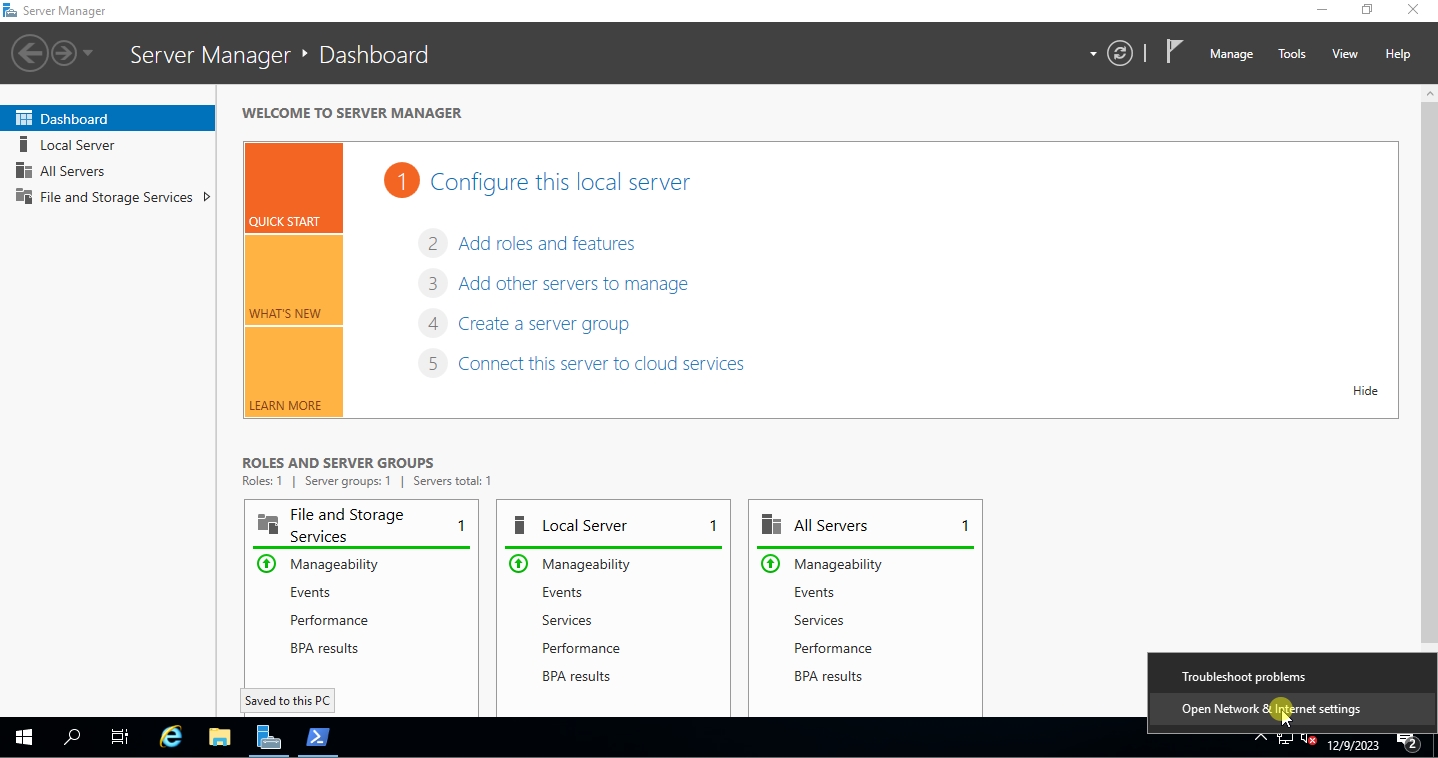 Server Manager
Server Manager ‣ Dashboard
Manage Tools View Help
Dashboard
Local Server
All Servers
File and Storage Services
WELCOME TO SERVER MANAGER
QUICK START
WHAT'S NEW
LEARN MORE
1 Configure this local server
2 Add roles and features
3 Add other servers to manage
4 Create a server group
5 Connect this server to cloud services
Hide
ROLES AND SERVER GROUPS
Roles: 1 | Server groups: 1 | Servers total: 1
File and Storage
Services 1
Manageability
Events
Performance
BPA results
Local Server 1
Manageability
Events
Services
Performance
BPA results
All Servers 1
Manageability
Events
Services
Performance
BPA results
Saved to this PC
Troubleshoot problems
Open Network & Internet settings
12/9/2023
2